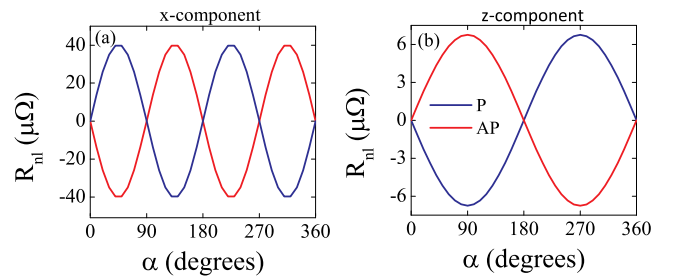 x-component
(a)
R_nl (μΩ)
40
20
0
-20
-40
0 90 180 270 360
α (degrees)
z-component
(b)
R_nl (μΩ)
6
3
0
-3
-6
P
AP
0 90 180 270 360
α (degrees)